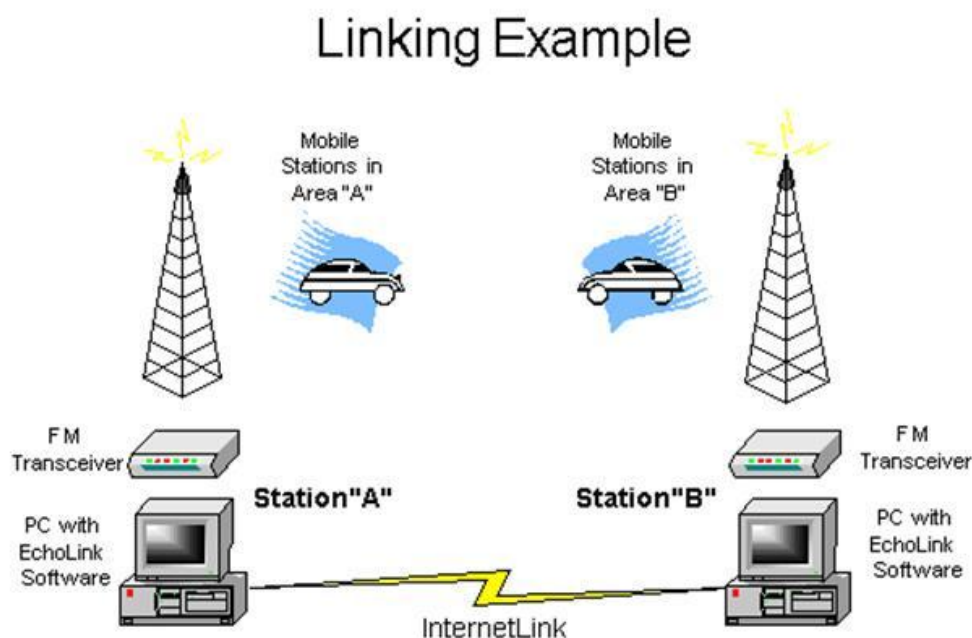 Linking Example
Mobile
Stations in
Area "A"
Mobile
Stations in
Area "B"
FM
Transceiver
Station"A"
PC with
EchoLink
Software
FM
Transceiver
Station"B"
PC with
EchoLink
Software
InternetLink